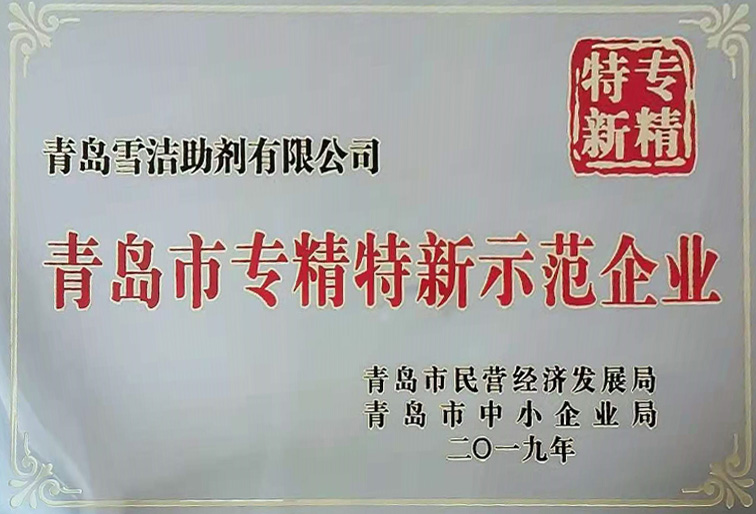 专精
特新
青岛雪洁助剂有限公司
青岛市专精特新示范企业
青岛市民营经济发展局
青岛市中小企业局
二〇一九年